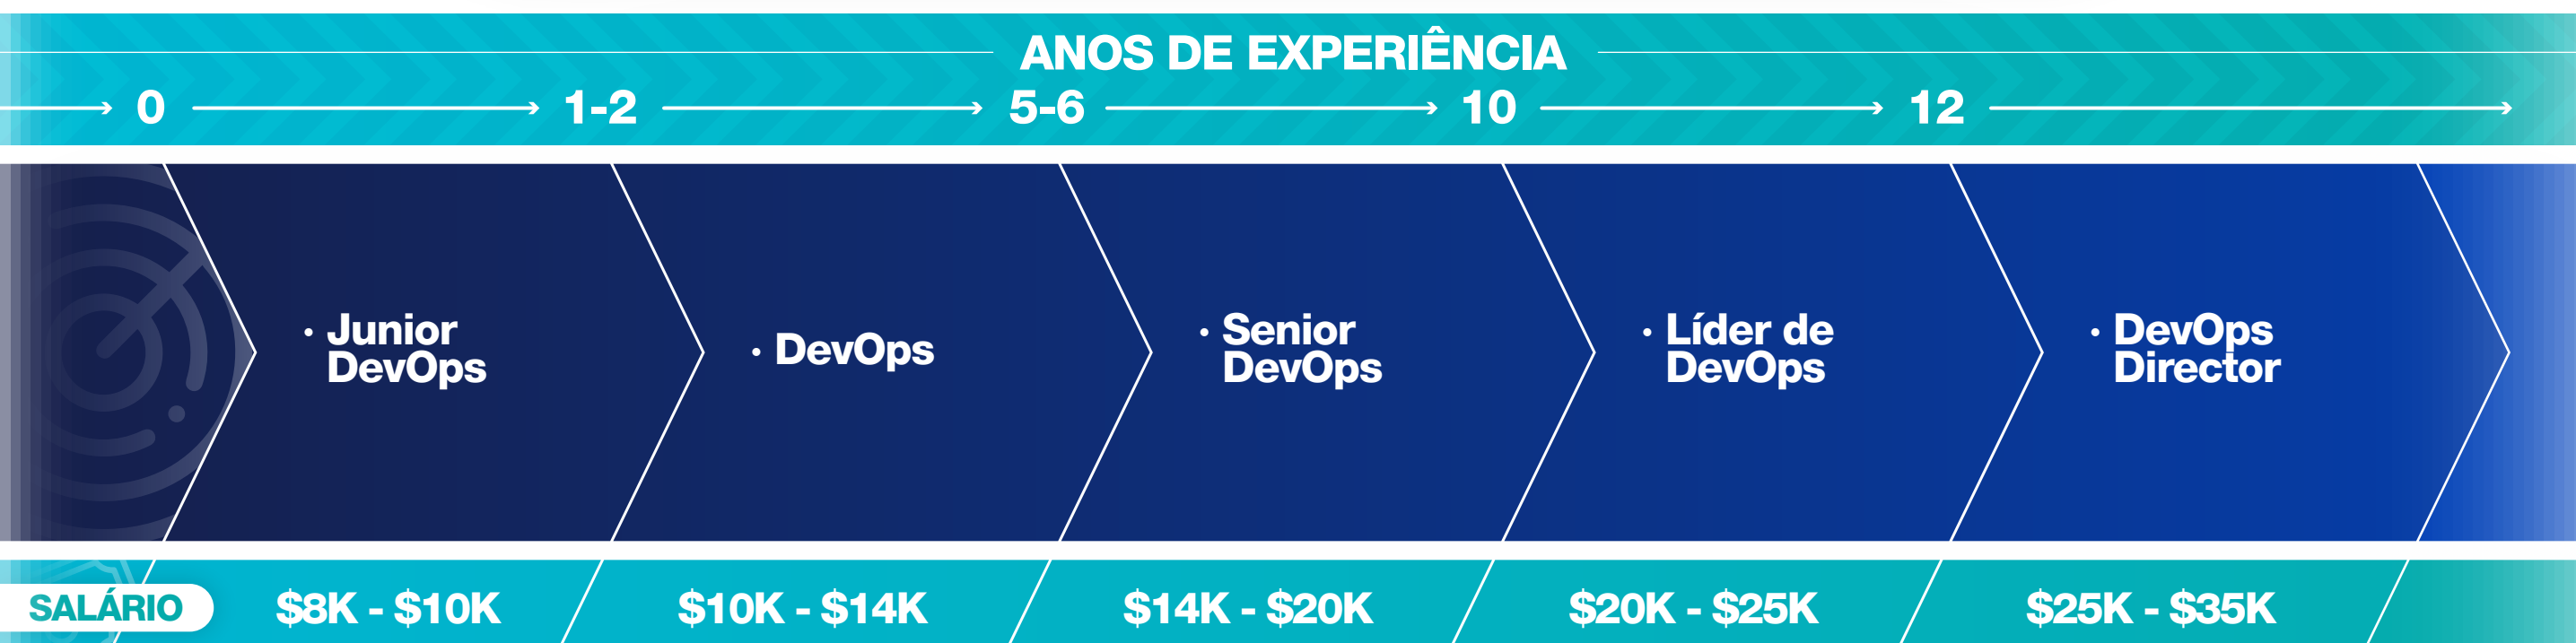 ANOS DE EXPERIÊNCIA
0 1-2 5-6 10 12
• Junior
DevOps
• DevOps
• Senior
DevOps
• Líder de
DevOps
• DevOps
Director
SALÁRIO $8K - $10K $10K - $14K $14K - $20K $20K - $25K $25K - $35K